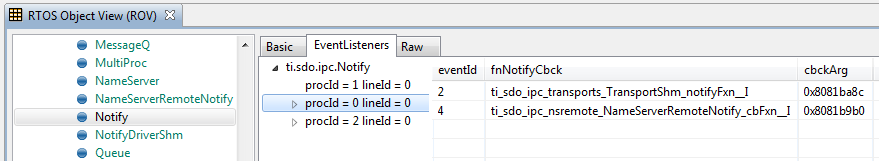 RTOS Object View (ROV)
MessageQ
MultiProc
NameServer
NameServerRemoteNotify
Notify
NotifyDriverShm
Queue
Basic EventListeners Raw
ti.sdo.ipc.Notify
procId = 1 lineId = 0
procId = 0 lineId = 0
procId = 2 lineId = 0
eventId fnNotifyCbck cbckArg
2 ti_sdo_ipc_transports_TransportShm_notifyFxn__I 0x8081ba8c
4 ti_sdo_ipc_nsremote_NameServerRemoteNotify_cbFxn__I 0x8081b9b0